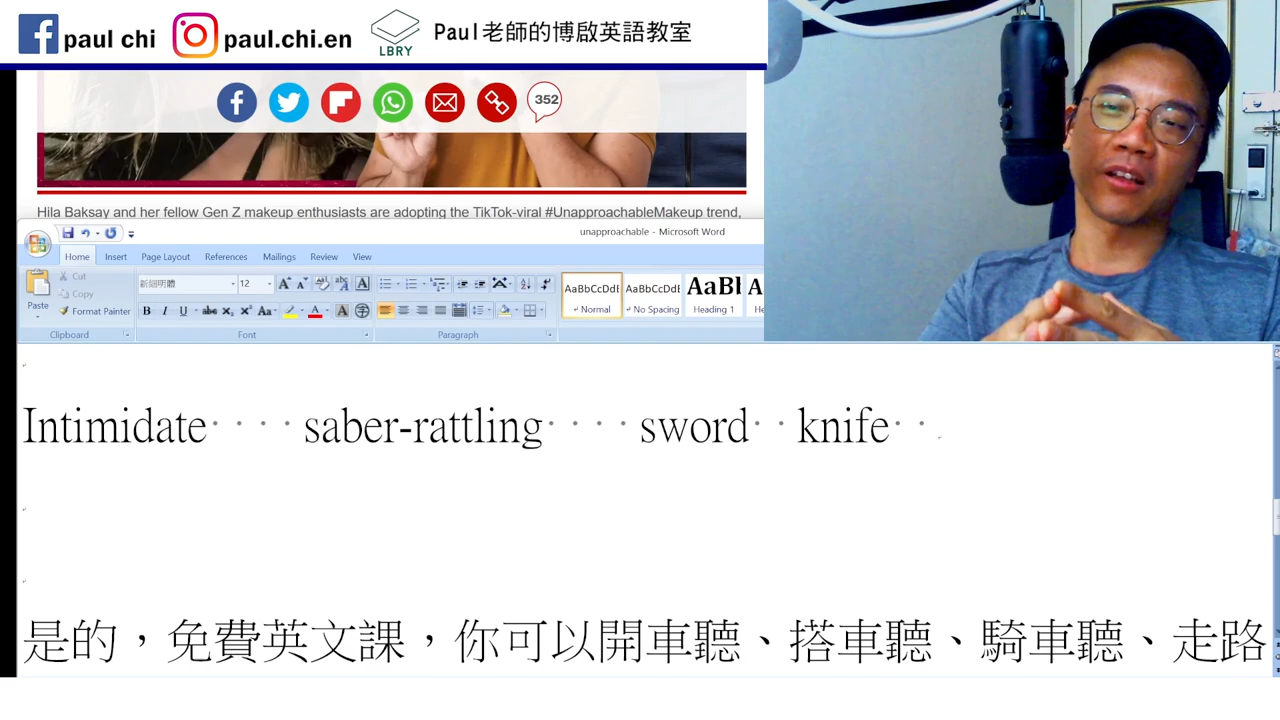 paul chi
paul.chi.en
LBRY
Paul老師的博啟英語教室
352
Hila Baksay and her fellow Gen Z makeup enthusiasts are adopting the TikTok-viral #UnapproachableMakeup trend,
unapproachable - Microsoft Word
Home Insert Page Layout References Mailings Review View
Paste
Cut
Copy
Format Painter
Clipboard
新細明體 12
Font
Paragraph
AaBbCcDdE AaBbCcDdE AaBb
Normal No Spacing Heading 1 He
Intimidate saber-rattling sword knife
是的，免費英文課，你可以開車聽、搭車聽、騎車聽、走路